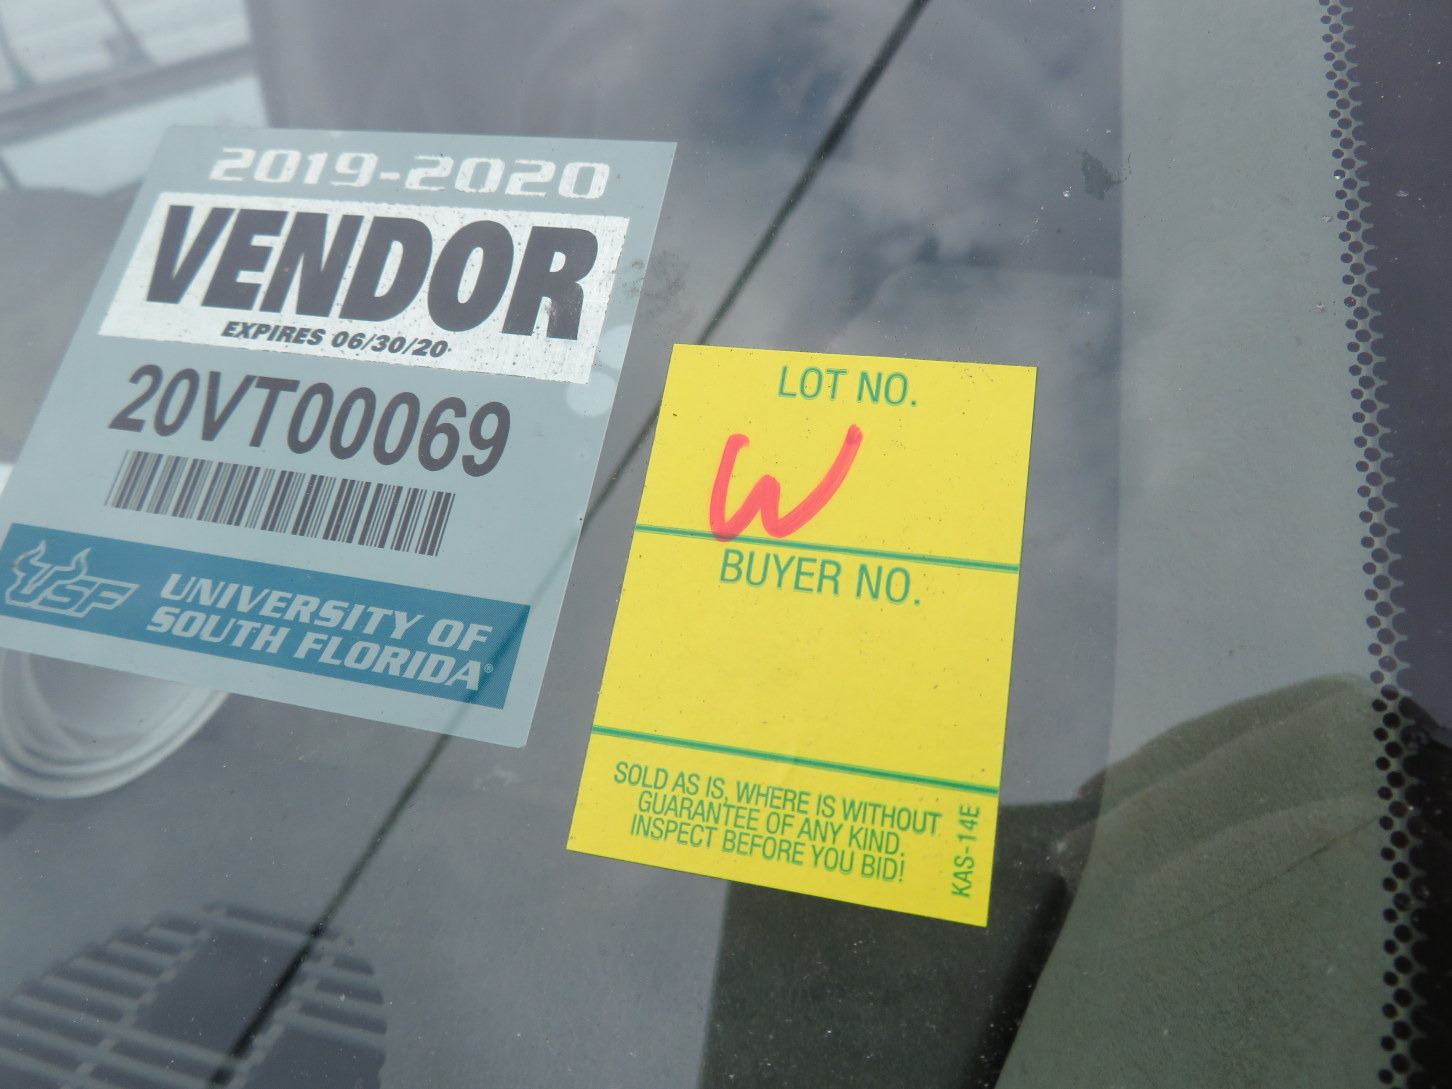 2019-2020
VENDOR
EXPIRES 06/30/20
20VT00069
USF
UNIVERSITY OF
SOUTH FLORIDA®
LOT NO.
W
BUYER NO.
SOLD AS IS, WHERE IS WITHOUT
GUARANTEE OF ANY KIND,
INSPECT BEFORE YOU BID!
KAS-14E